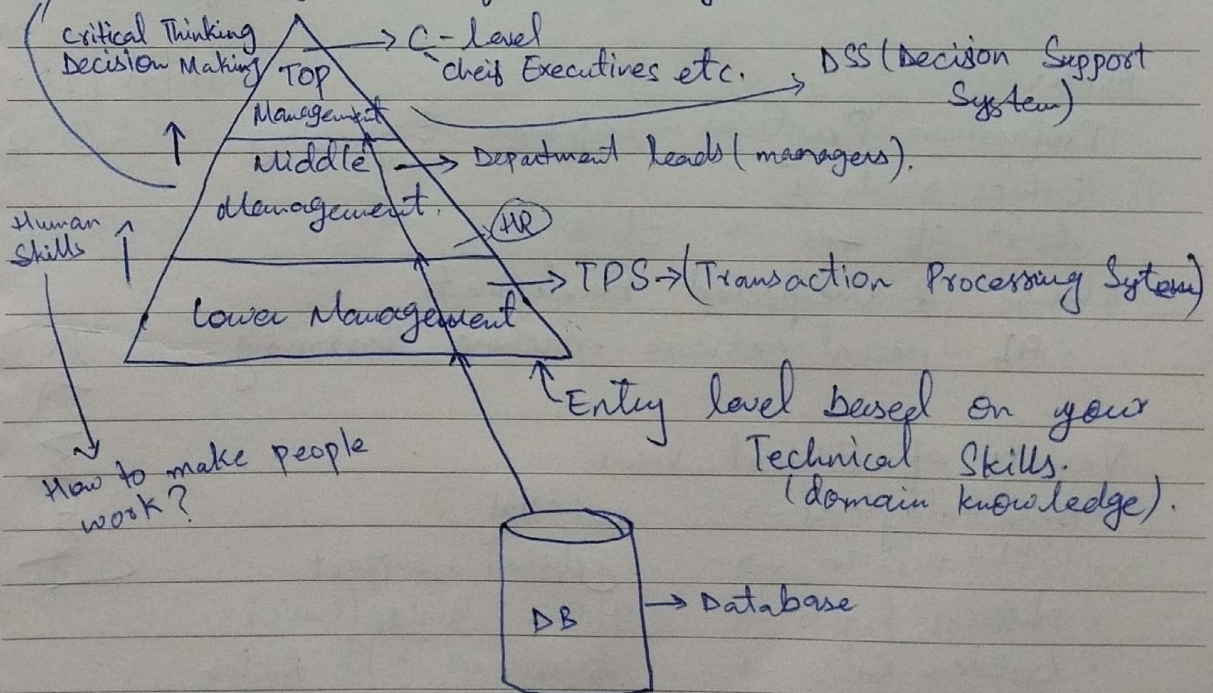 Critical Thinking
Decision Making
→ C-level
cheif Executives etc.
DSS (Decision Support
System)
TOP
Management
Middle
Management.
→ Department leads (managers).
HR
Human
Skills
→ TPS → (Transaction Processing Sytem)
Lower Management
Entry level based on your
Technical Skills.
(domain knowledge).
How to make people
work?
DB
→ Database